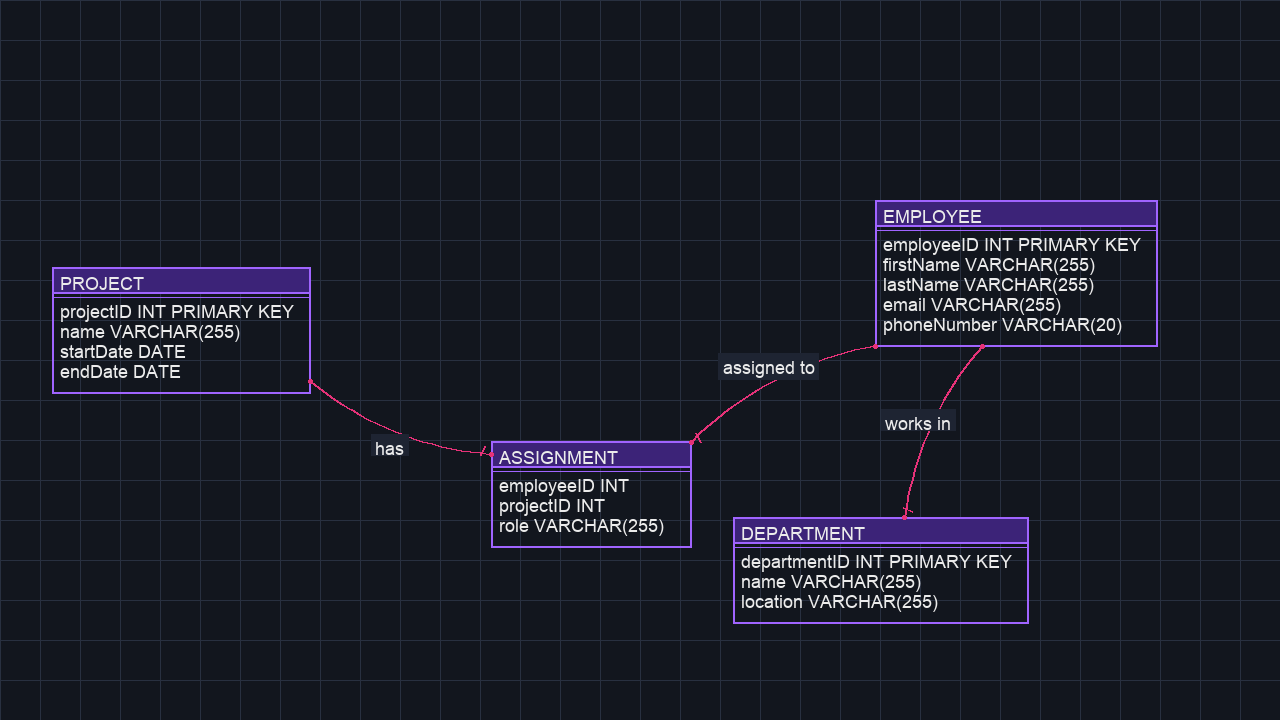 EMPLOYEE
employeeID INT PRIMARY KEY
firstName VARCHAR(255)
lastName VARCHAR(255)
email VARCHAR(255)
phoneNumber VARCHAR(20)
PROJECT
projectID INT PRIMARY KEY
name VARCHAR(255)
startDate DATE
endDate DATE
assigned to
works in
has
ASSIGNMENT
employeeID INT
projectID INT
role VARCHAR(255)
DEPARTMENT
departmentID INT PRIMARY KEY
name VARCHAR(255)
location VARCHAR(255)